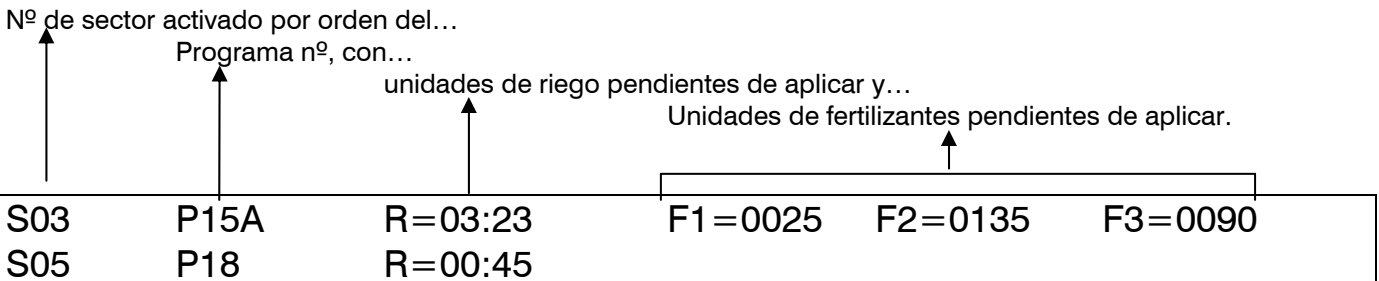 Nº de sector activado por orden del…
Programa nº, con…
unidades de riego pendientes de aplicar y…
Unidades de fertilizantes pendientes de aplicar.
S03 P15A R=03:23 F1=0025 F2=0135 F3=0090
S05 P18 R=00:45